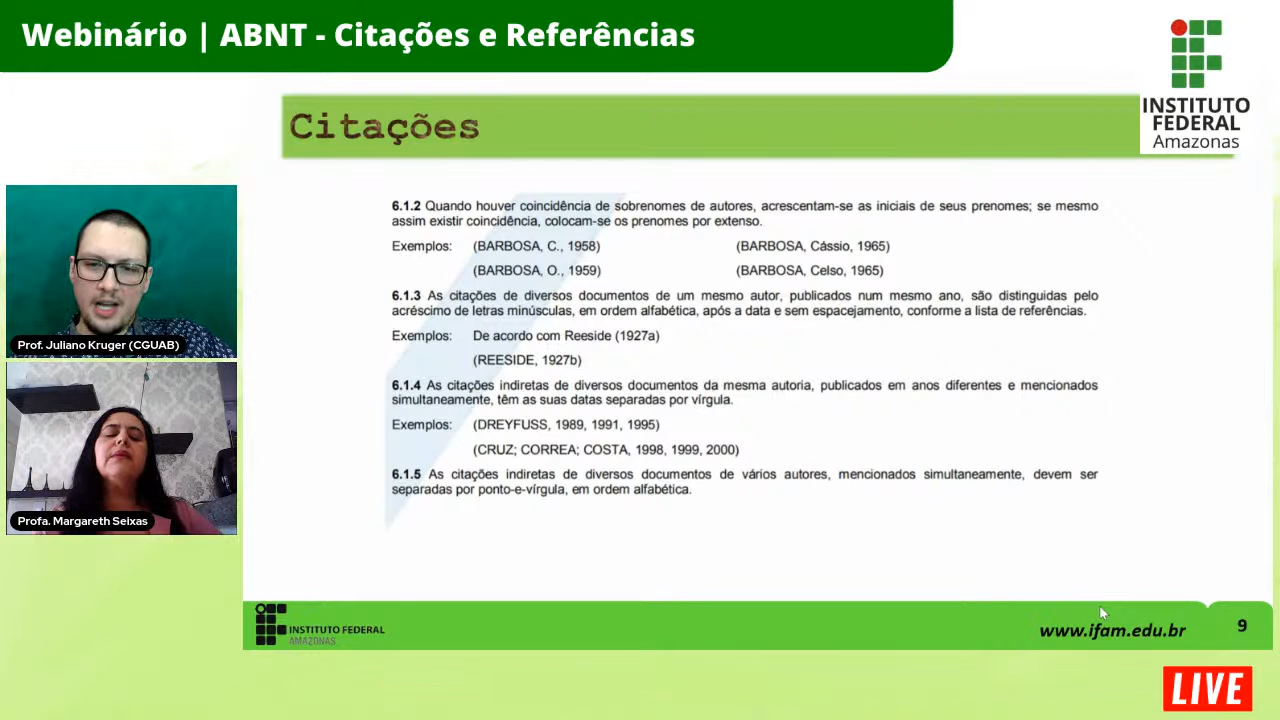 Webinário | ABNT - Citações e Referências
INSTITUTO
FEDERAL
Amazonas
Citações
6.1.2 Quando houver coincidência de sobrenomes de autores, acrescentam-se as iniciais de seus prenomes; se mesmo
assim existir coincidência, colocam-se os prenomes por extenso.
Exemplos: (BARBOSA, C., 1958) (BARBOSA, Cássio, 1965)
(BARBOSA, O., 1959) (BARBOSA, Celso, 1965)
6.1.3 As citações de diversos documentos de um mesmo autor, publicados num mesmo ano, são distinguidas pelo
acréscimo de letras minúsculas, em ordem alfabética, após a data e sem espacejamento, conforme a lista de referências.
Exemplos: De acordo com Reeside (1927a)
(REESIDE, 1927b)
6.1.4 As citações indiretas de diversos documentos da mesma autoria, publicados em anos diferentes e mencionados
simultaneamente, têm as suas datas separadas por vírgula.
Exemplos: (DREYFUSS, 1989, 1991, 1995)
(CRUZ; CORREA; COSTA, 1998, 1999, 2000)
6.1.5 As citações indiretas de diversos documentos de vários autores, mencionados simultaneamente, devem ser
separadas por ponto-e-vírgula, em ordem alfabética.
Prof. Juliano Kruger (CGUAB)
Profa. Margareth Seixas
INSTITUTO FEDERAL
AMAZONAS
www.ifam.edu.br
9
LIVE